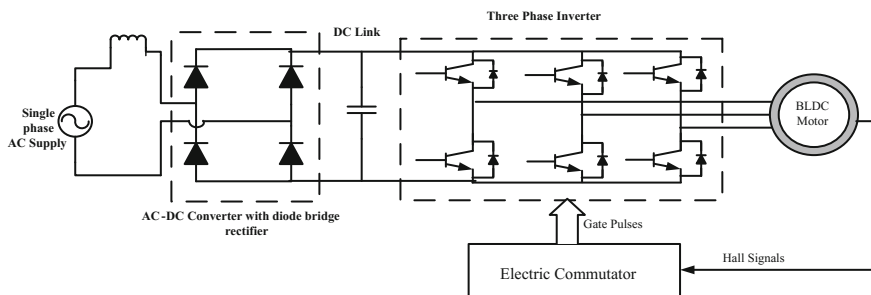 Three Phase Inverter
DC Link
Single
phase
AC Supply
BLDC
Motor
AC-DC Converter with diode bridge
rectifier
Gate Pulses
Electric Commutator
Hall Signals